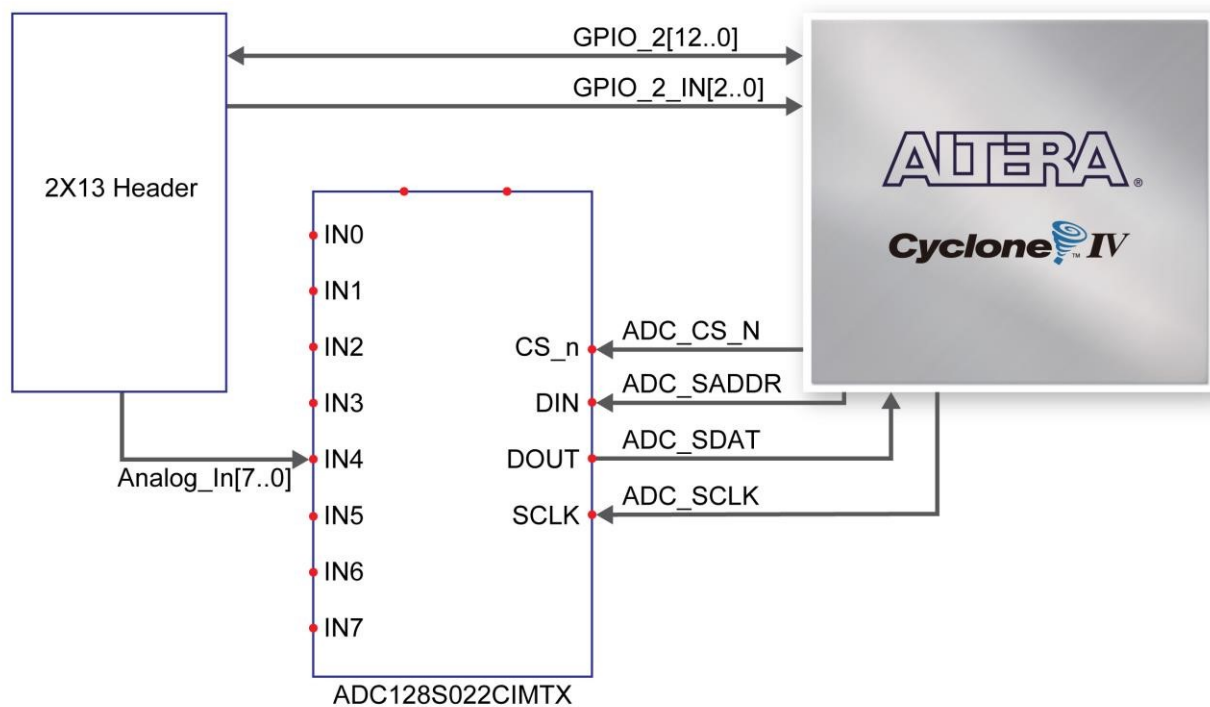 GPIO_2[12..0]
GPIO_2_IN[2..0]
2X13 Header
ALTERA®
Cyclone™ IV
IN0
IN1
IN2
IN3
IN4
IN5
IN6
IN7
Analog_In[7..0]
CS_n
DIN
DOUT
SCLK
ADC_CS_N
ADC_SADDR
ADC_SDAT
ADC_SCLK
ADC128S022CIMTX